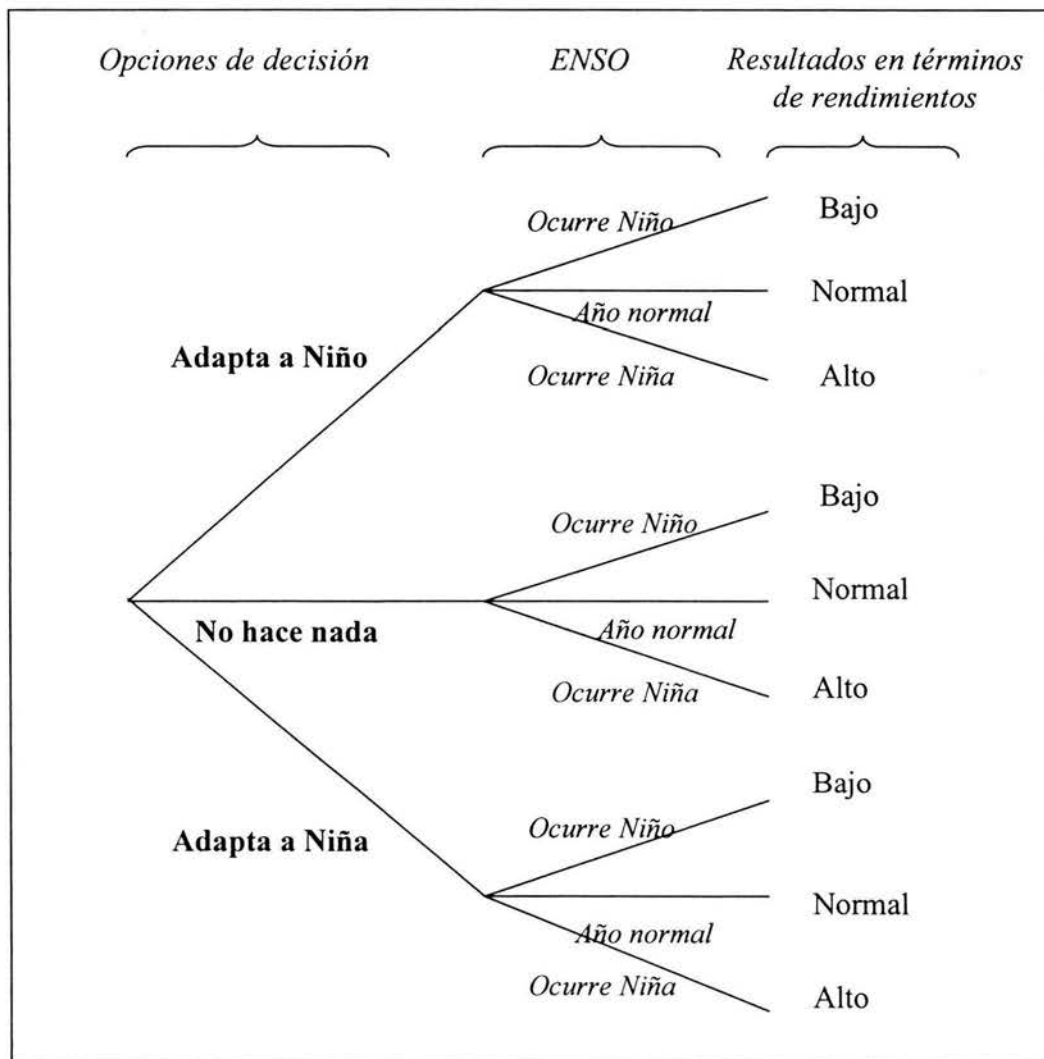 Opciones de decisión
ENSO
Resultados en términos
de rendimientos
Ocurre Niño
Bajo
Normal
Año normal
Adapta a Niño
Ocurre Niña
Alto
Bajo
Ocurre Niño
Normal
No hace nada
Año normal
Ocurre Niña
Alto
Bajo
Ocurre Niño
Adapta a Niña
Normal
Año normal
Ocurre Niña
Alto